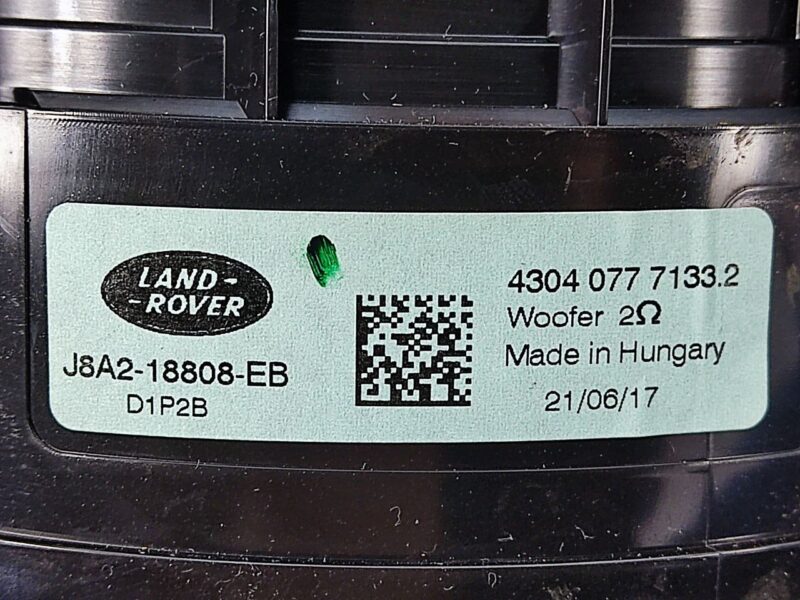 LAND-
-ROVER
J8A2-18808-EB
D1P2B
4304 077 7133.2
Woofer 2Ω
Made in Hungary
21/06/17